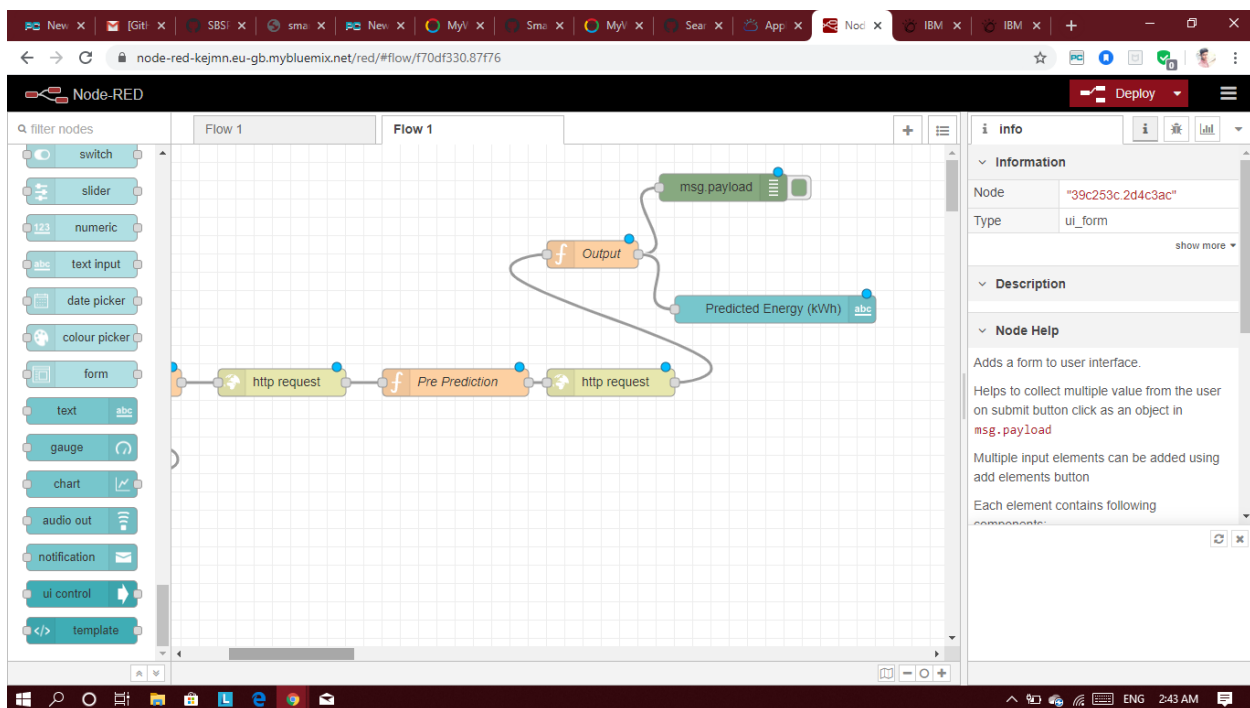 New
[Gitl
SBSI
sma
New
MyV
Sma
MyV
Sear
App
Nod
IBM
IBM
node-red-kejmn.eu-gb.mybluemix.net/red/#flow/f70df330.87f76
Node-RED
Deploy
filter nodes
Flow 1
Flow 1
info
switch
slider
numeric
text input
date picker
colour picker
form
text
gauge
chart
audio out
notification
ui control
template
msg.payload
Output
Predicted Energy (kWh)
http request
Pre Prediction
http request
Information
Node "39c253c.2d4c3ac"
Type ui_form
show more
Description
Node Help
Adds a form to user interface.
Helps to collect multiple value from the user
on submit button click as an object in
msg.payload
Multiple input elements can be added using
add elements button
Each element contains following
components:
ENG 2:43 AM